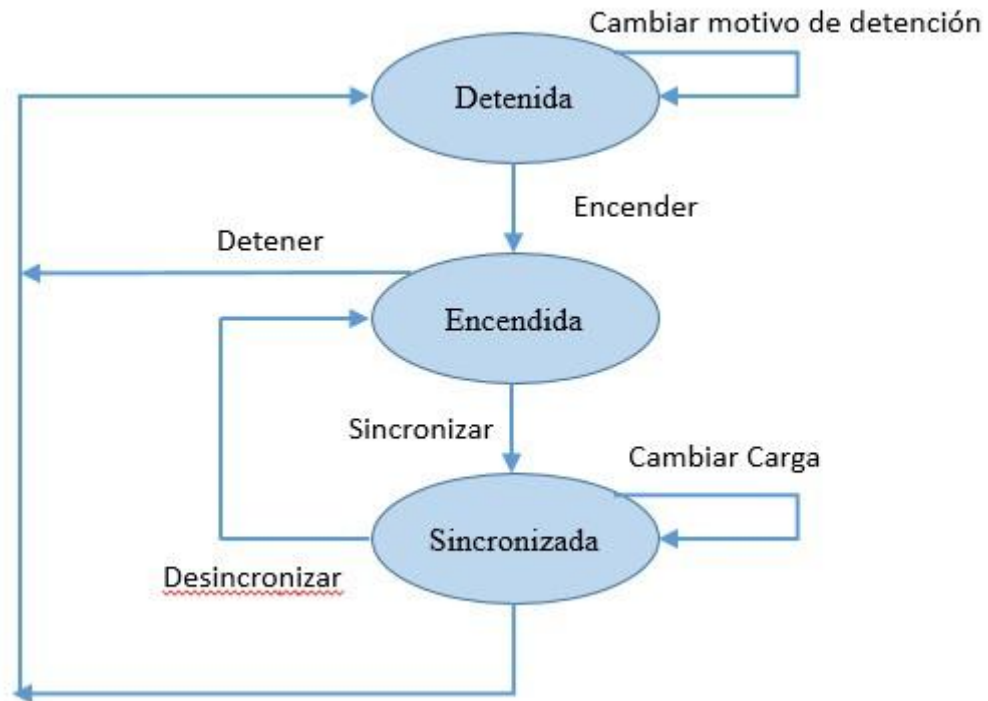 Cambiar motivo de detención
Detenida
Encender
Detener
Encendida
Sincronizar
Cambiar Carga
Sincronizada
Desincronizar